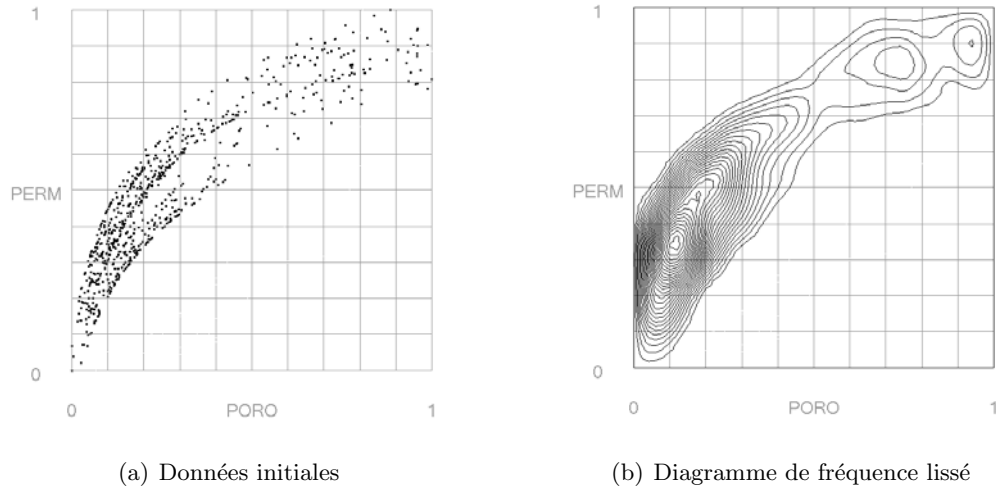 1
PERM
0
0
PORO
1
(a) Données initiales
1
PERM
0
0
PORO
1
(b) Diagramme de fréquence lissé